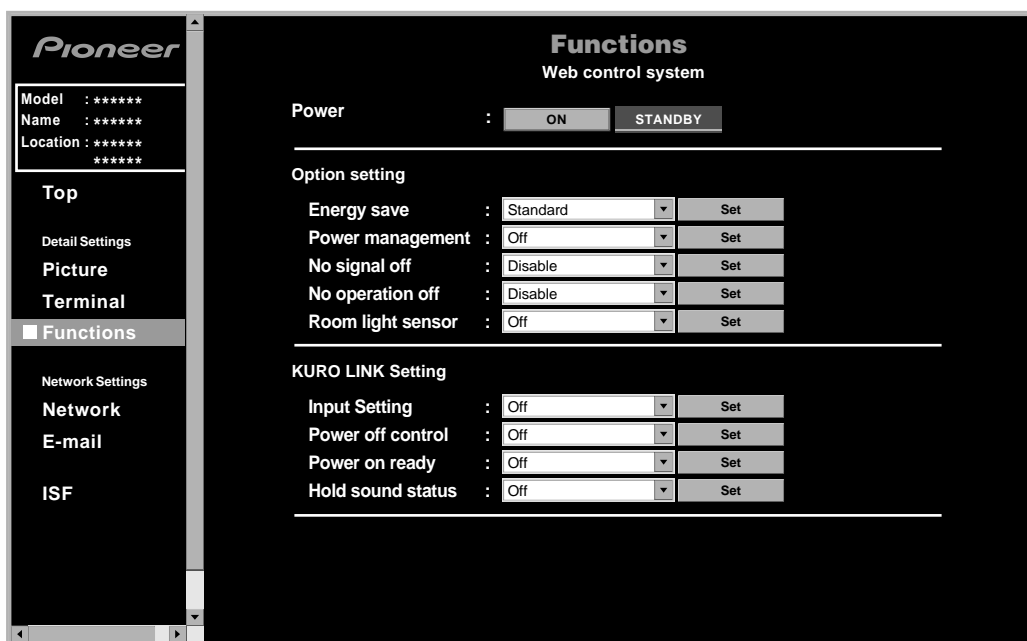 Pioneer
Model : ******
Name : ******
Location : ******
******
Top
Detail Settings
Picture
Terminal
Functions
Network Settings
Network
E-mail
ISF
Functions
Web control system
Power : ON STANDBY
Option setting
Energy save : Standard Set
Power management : Off Set
No signal off : Disable Set
No operation off : Disable Set
Room light sensor : Off Set
KURO LINK Setting
Input Setting : Off Set
Power off control : Off Set
Power on ready : Off Set
Hold sound status : Off Set